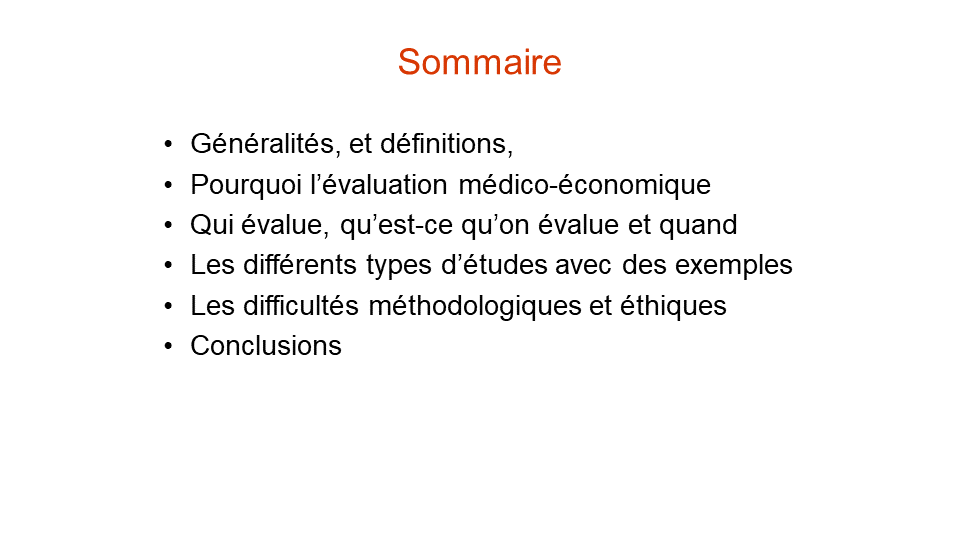 Sommaire
• Généralités, et définitions,
• Pourquoi l’évaluation médico-économique
• Qui évalue, qu’est-ce qu’on évalue et quand
• Les différents types d’études avec des exemples
• Les difficultés méthodologiques et éthiques
• Conclusions